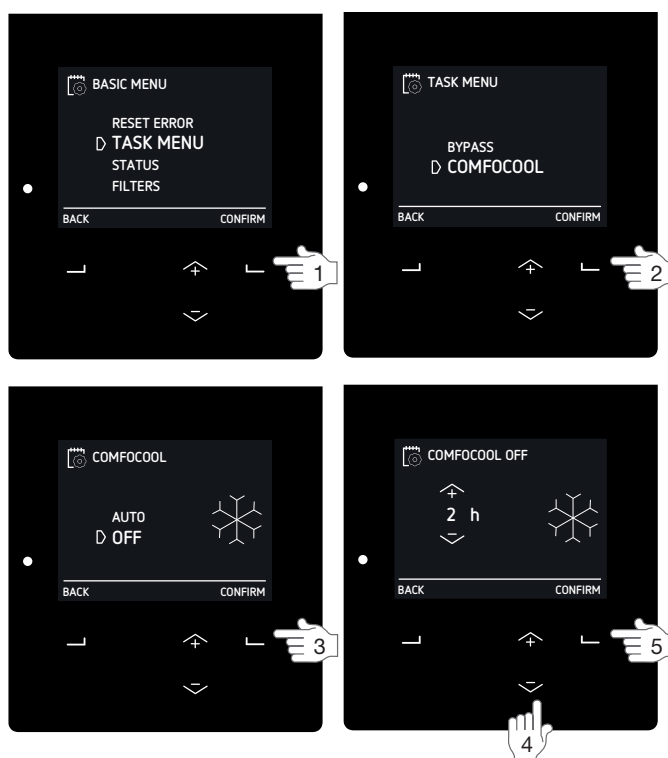 BASIC MENU
RESET ERROR
TASK MENU
STATUS
FILTERS
BACK CONFIRM
1
TASK MENU
BYPASS
COMFOCOOL
BACK CONFIRM
2
COMFOCOOL
AUTO
OFF
BACK CONFIRM
3
COMFOCOOL OFF
2 h
BACK CONFIRM
5
4